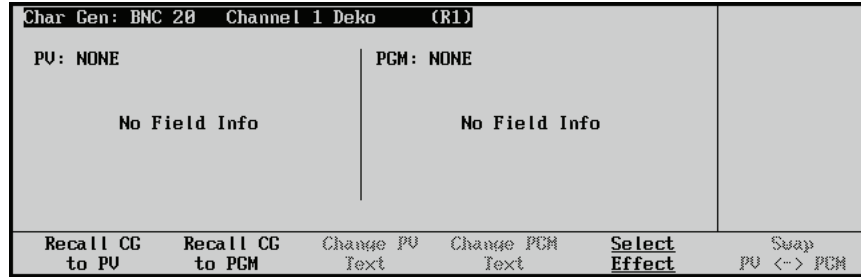 Char Gen: BNC 20 Channel 1 Deko (R1)
PV: NONE PGM: NONE
No Field Info No Field Info
Recall CG Recall CG Change PV Change PGM Select Swap
to PV to PGM Text Text Effect PV <-> PGM